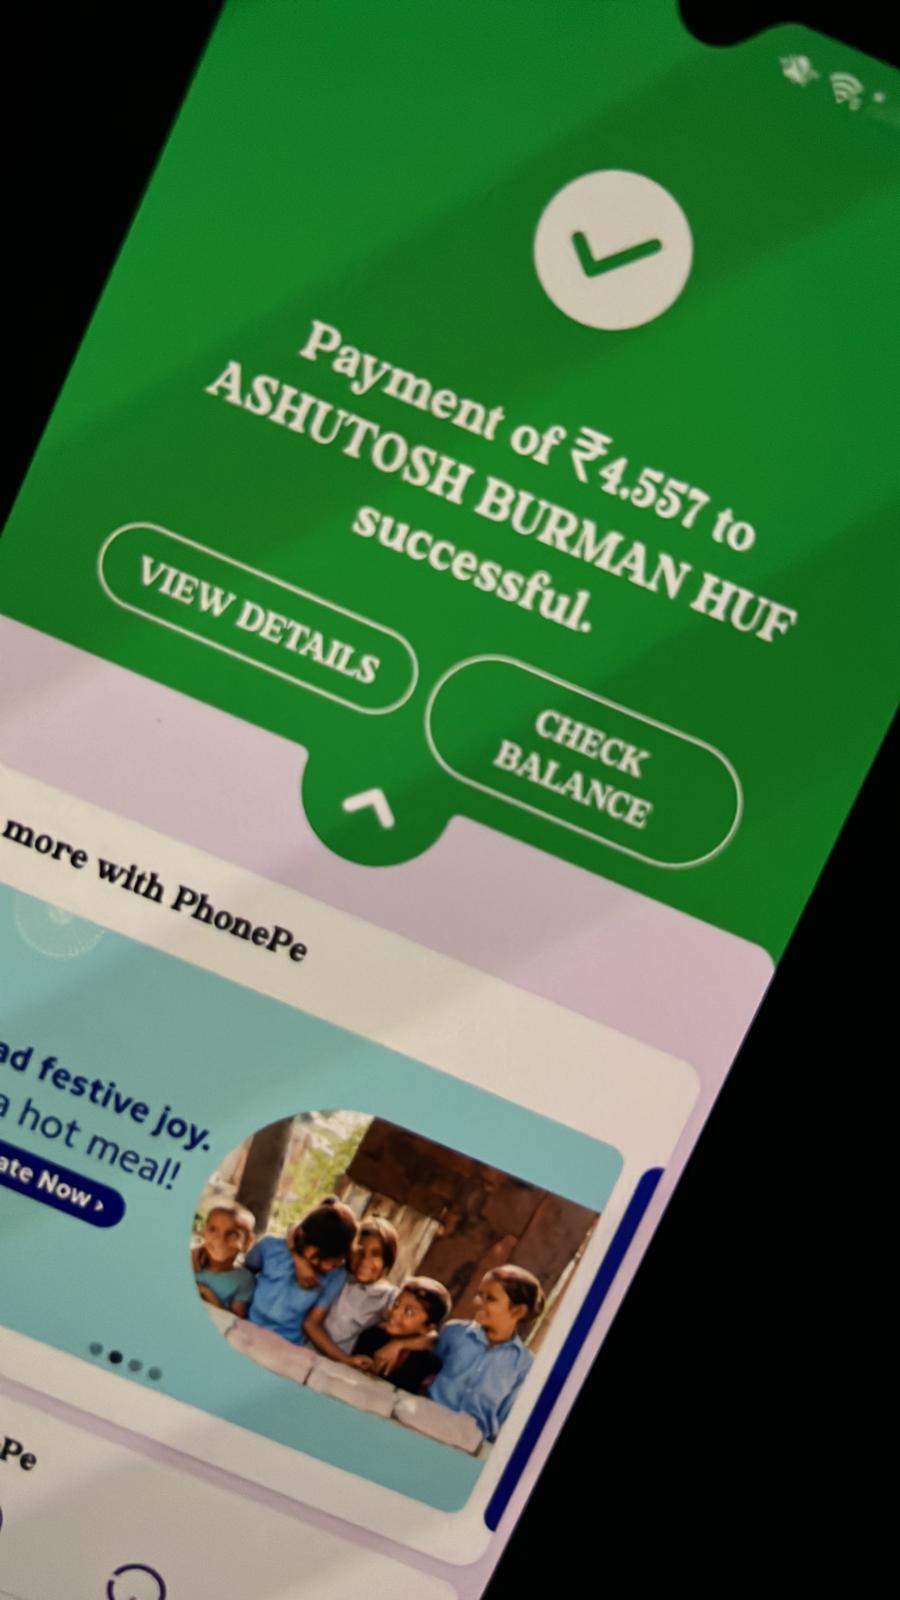 Payment of ₹4,557 to
ASHUTOSH BURMAN HUF
successful.
VIEW DETAILS
CHECK
BALANCE
more with PhonePe
ad festive joy.
a hot meal!
ate Now ›
Pe